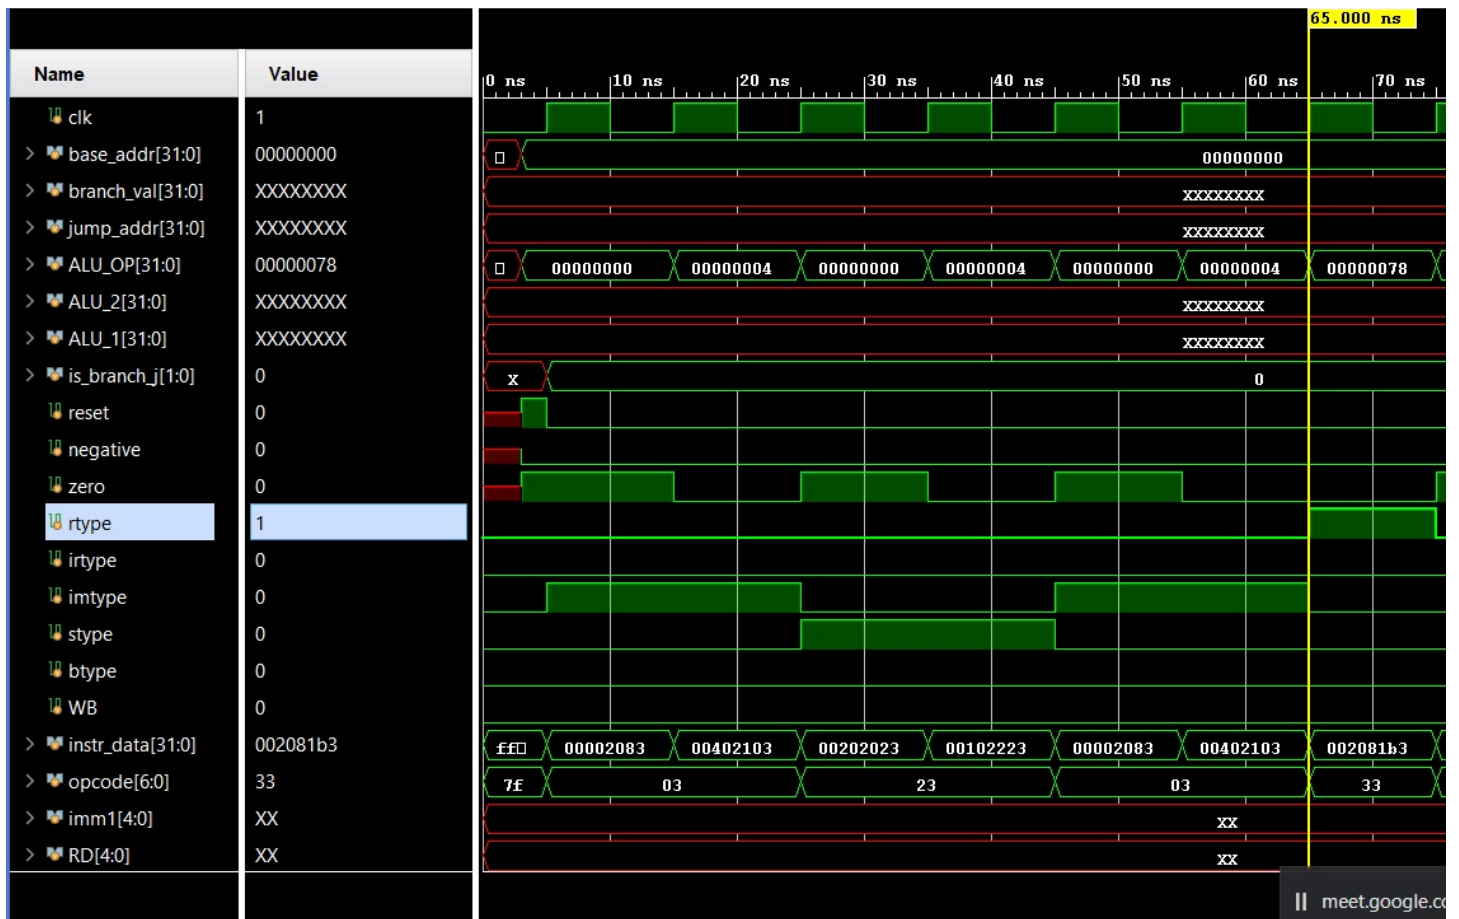 65.000 ns
Name Value 0 ns 10 ns 20 ns 30 ns 40 ns 50 ns 60 ns 70 ns
clk 1
base_addr[31:0] 00000000 00000000
branch_val[31:0] XXXXXXXX XXXXXXXX
jump_addr[31:0] XXXXXXXX XXXXXXXX
ALU_OP[31:0] 00000078 00000000 00000004 00000000 00000004 00000000 00000004 00000078
ALU_2[31:0] XXXXXXXX XXXXXXXX
ALU_1[31:0] XXXXXXXX XXXXXXXX
is_branch_j[1:0] 0 X 0
reset 0
negative 0
zero 0
rtype 1
irtype 0
imtype 0
stype 0
btype 0
WB 0
instr_data[31:0] 002081b3 ff 00002083 00402103 00202023 00102223 00002083 00402103 002081b3
opcode[6:0] 33 7f 03 23 03 33
imm1[4:0] XX XX
RD[4:0] XX XX
meet.google.co